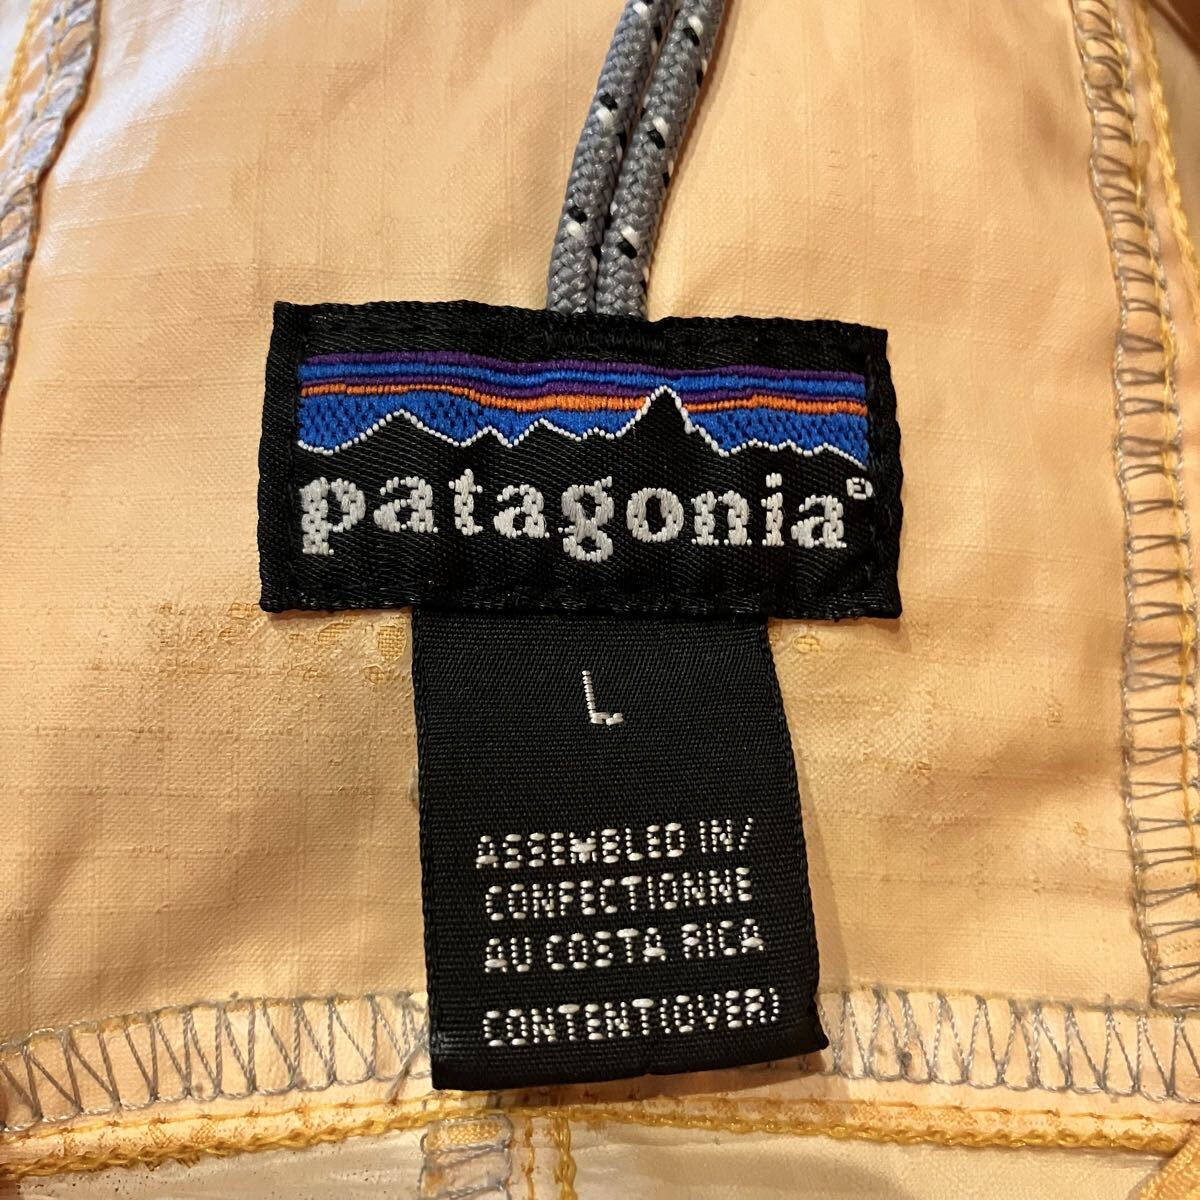 patagonia®
L
ASSEMBLED IN/
CONFECTIONNE
AU COSTA RICA
CONTENT(OVER)